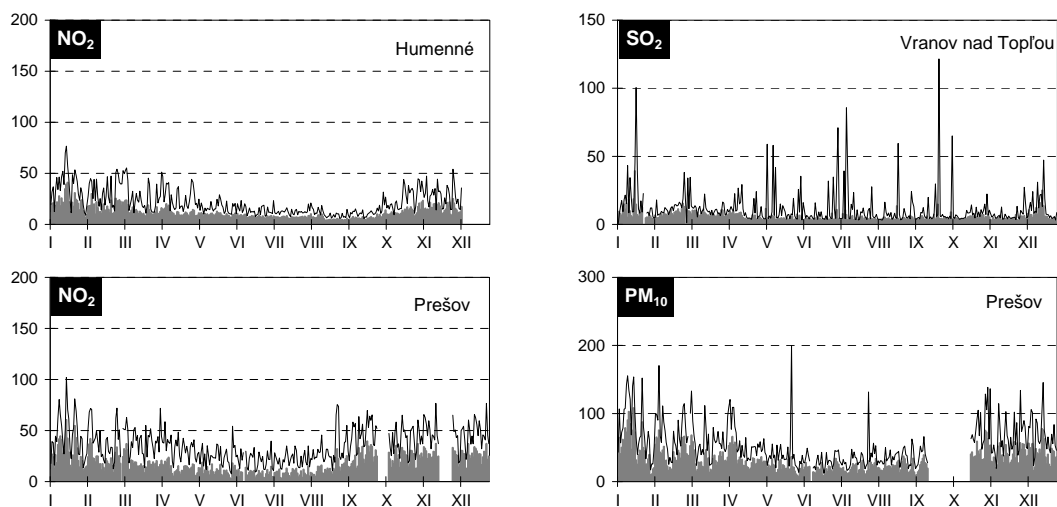 NO2
Humenné
200
150
100
50
0
I II III IV V VI VII VIII IX X XI XII
SO2
Vranov nad Topľou
150
100
50
0
I II III IV V VI VII VIII IX X XI XII
NO2
Prešov
200
150
100
50
0
I II III IV V VI VII VIII IX X XI XII
PM10
Prešov
300
200
100
0
I II III IV V VI VII VIII IX X XI XII